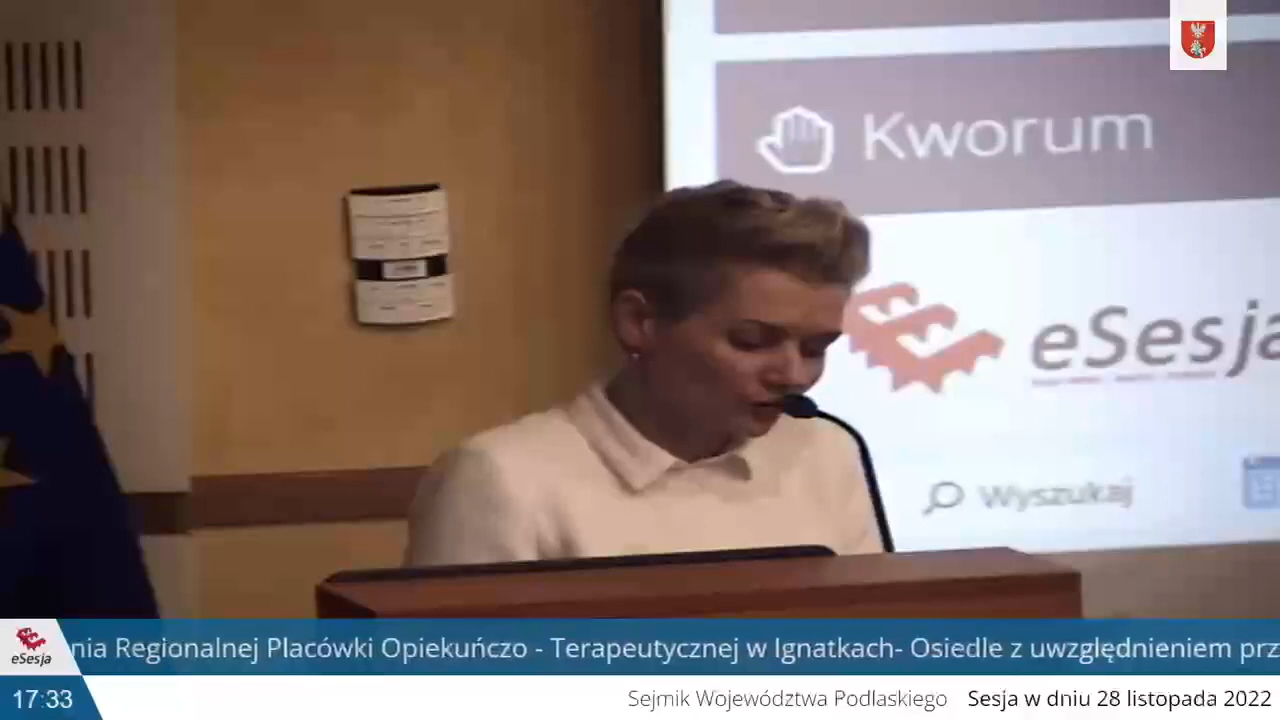 Kworum
eSesja
Wyszukaj
nia Regionalnej Placówki Opiekuńczo - Terapeutycznej w Ignatkach- Osiedle z uwzględnieniem prz
eSesja
17:33
Sejmik Województwa Podlaskiego Sesja w dniu 28 listopada 2022